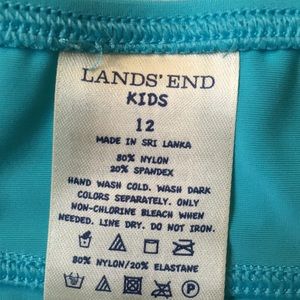 LANDS' END
KIDS
12
MADE IN SRI LANKA
80% NYLON
20% SPANDEX
HAND WASH COLD. WASH DARK
COLORS SEPARATELY. ONLY
NON-CHLORINE BLEACH WHEN
NEEDED. LINE DRY. DO NOT IRON.
80% NYLON/20% ELASTANE